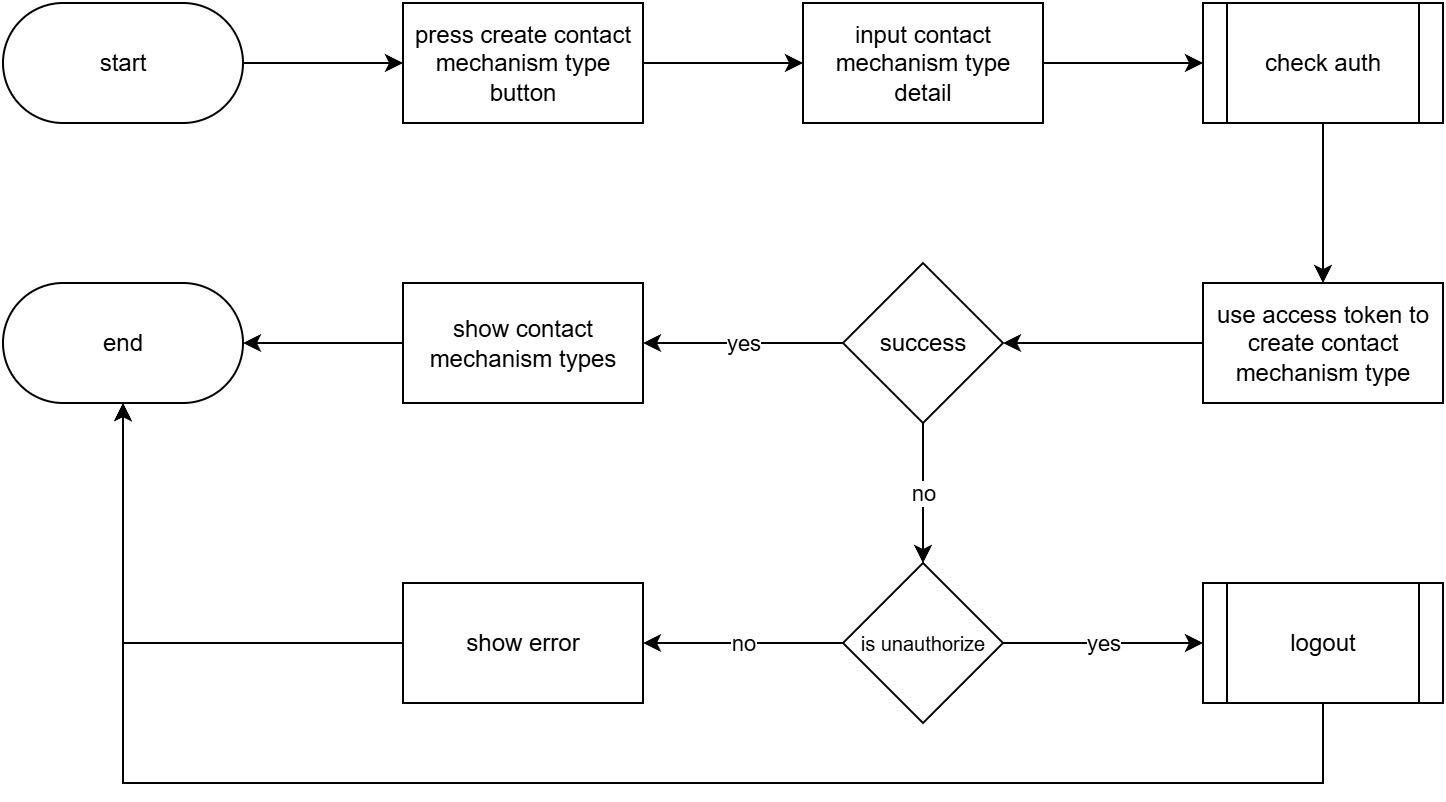 start
press create contact
mechanism type
button
input contact
mechanism type
detail
check auth
end
show contact
mechanism types
yes
success
use access token to
create contact
mechanism type
no
show error
no
is unauthorize
yes
logout